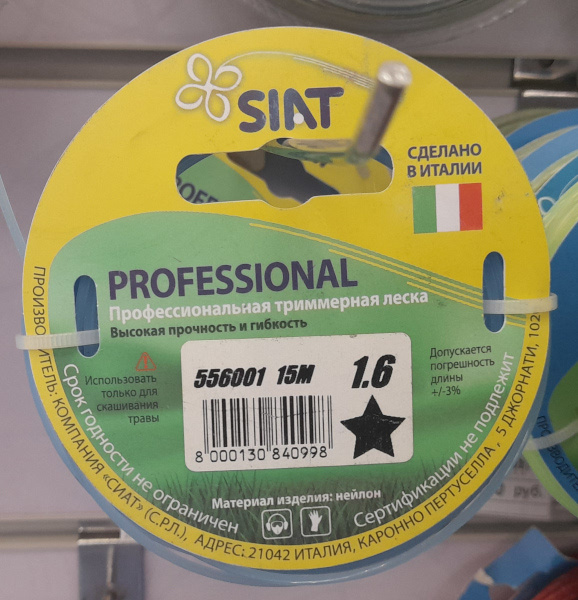 SIAT
СДЕЛАНО
В ИТАЛИИ
PROFESSIONAL
Профессиональная триммерная леска
Высокая прочность и гибкость
Использовать
только для
скашивания
травы
556001 15M 1.6
8 000130 840998
Допускается
погрешность
длины
+/-3%
Материал изделия: нейлон
Срок годности не ограничен
Сертификации не подлежит
ПРОИЗВОДИТЕЛЬ: КОМПАНИЯ «СИАТ» (С.Р.Л.), АДРЕС: 21042 ИТАЛИЯ, КАРОННО ПЕРТУСЕЛЛА , 5 ДЖОРНАТИ, 102